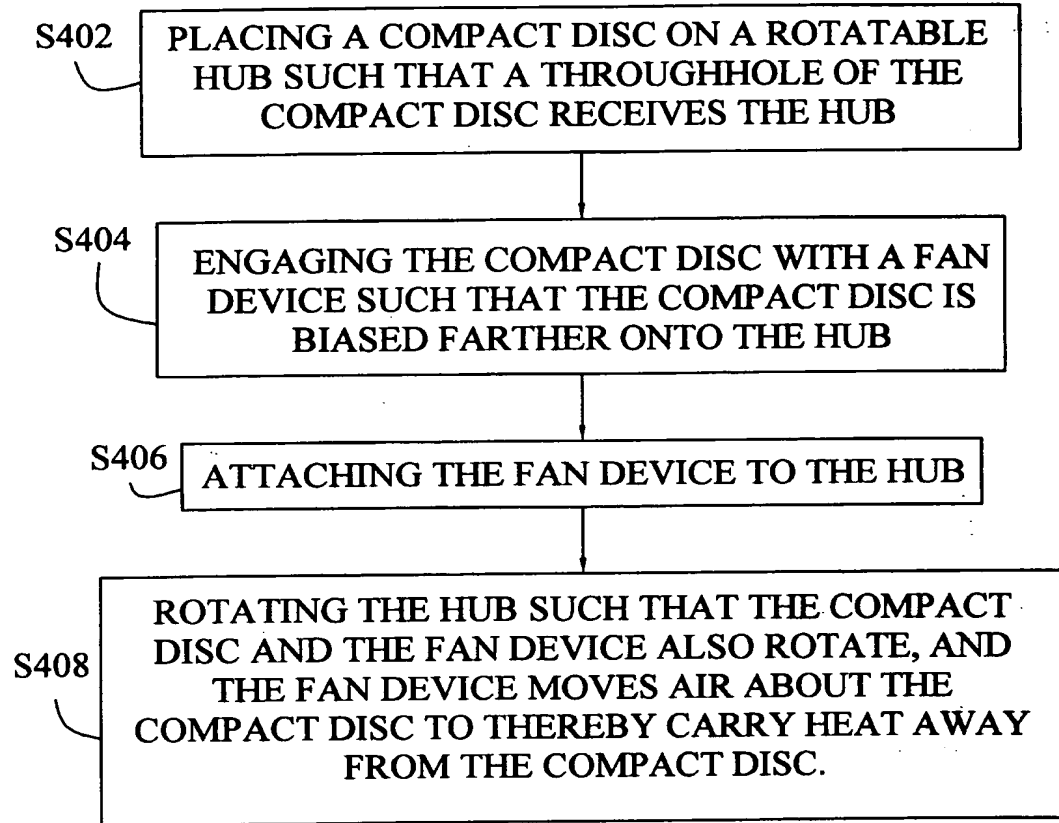 S402
PLACING A COMPACT DISC ON A ROTATABLE
HUB SUCH THAT A THROUGHHOLE OF THE
COMPACT DISC RECEIVES THE HUB
S404
ENGAGING THE COMPACT DISC WITH A FAN
DEVICE SUCH THAT THE COMPACT DISC IS
BIASED FARTHER ONTO THE HUB
S406
ATTACHING THE FAN DEVICE TO THE HUB
S408
ROTATING THE HUB SUCH THAT THE COMPACT
DISC AND THE FAN DEVICE ALSO ROTATE, AND
THE FAN DEVICE MOVES AIR ABOUT THE
COMPACT DISC TO THEREBY CARRY HEAT AWAY
FROM THE COMPACT DISC.